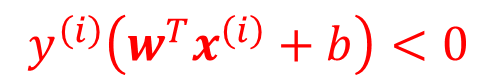 y^{(i)}(w^T x^{(i)} + b) < 0